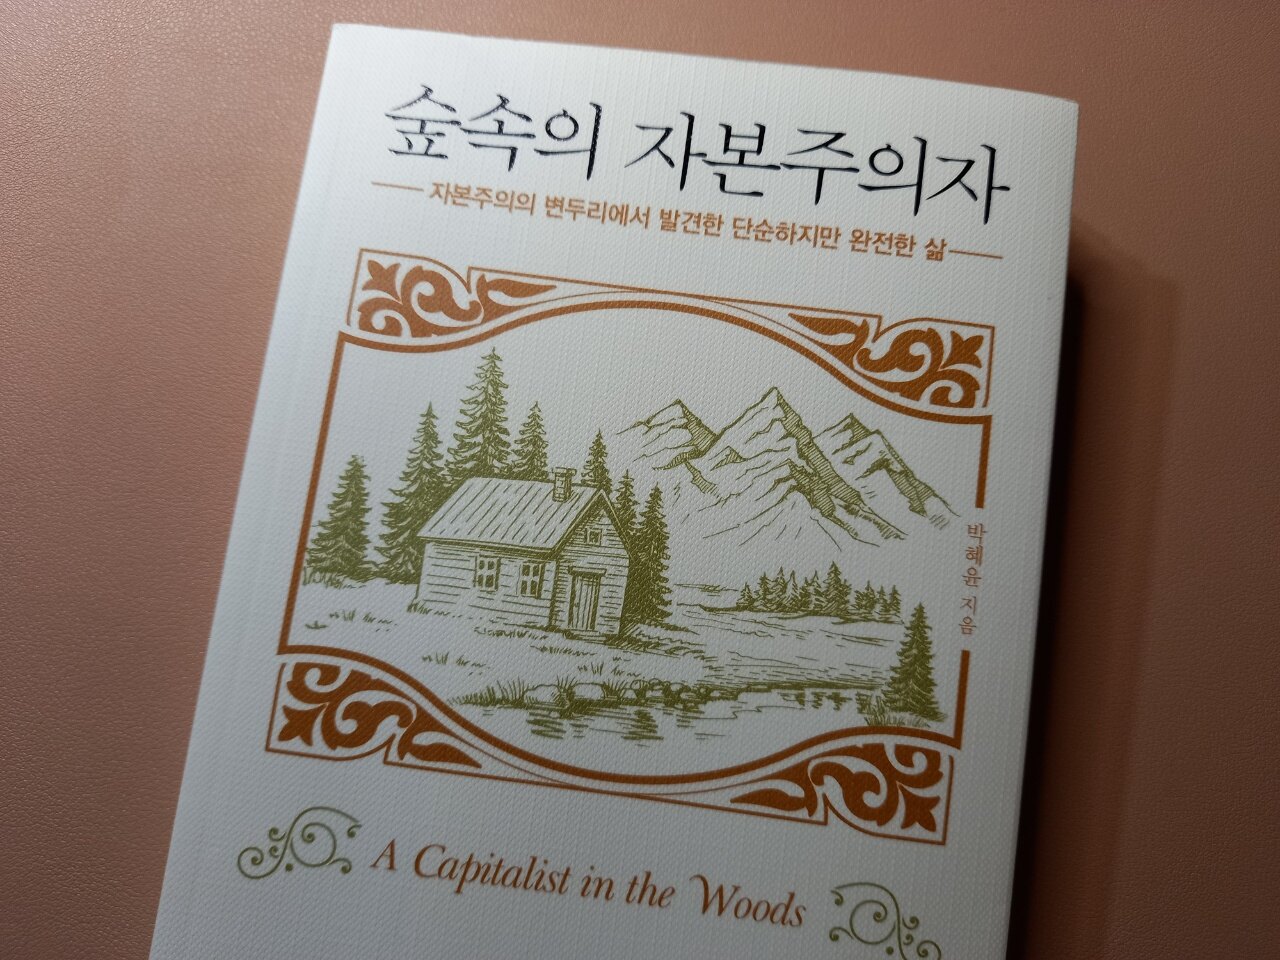 숲속의 자본주의자
자본주의의 변두리에서 발견한 단순하지만 완전한 삶
박혜윤 지음
A Capitalist in the Woods